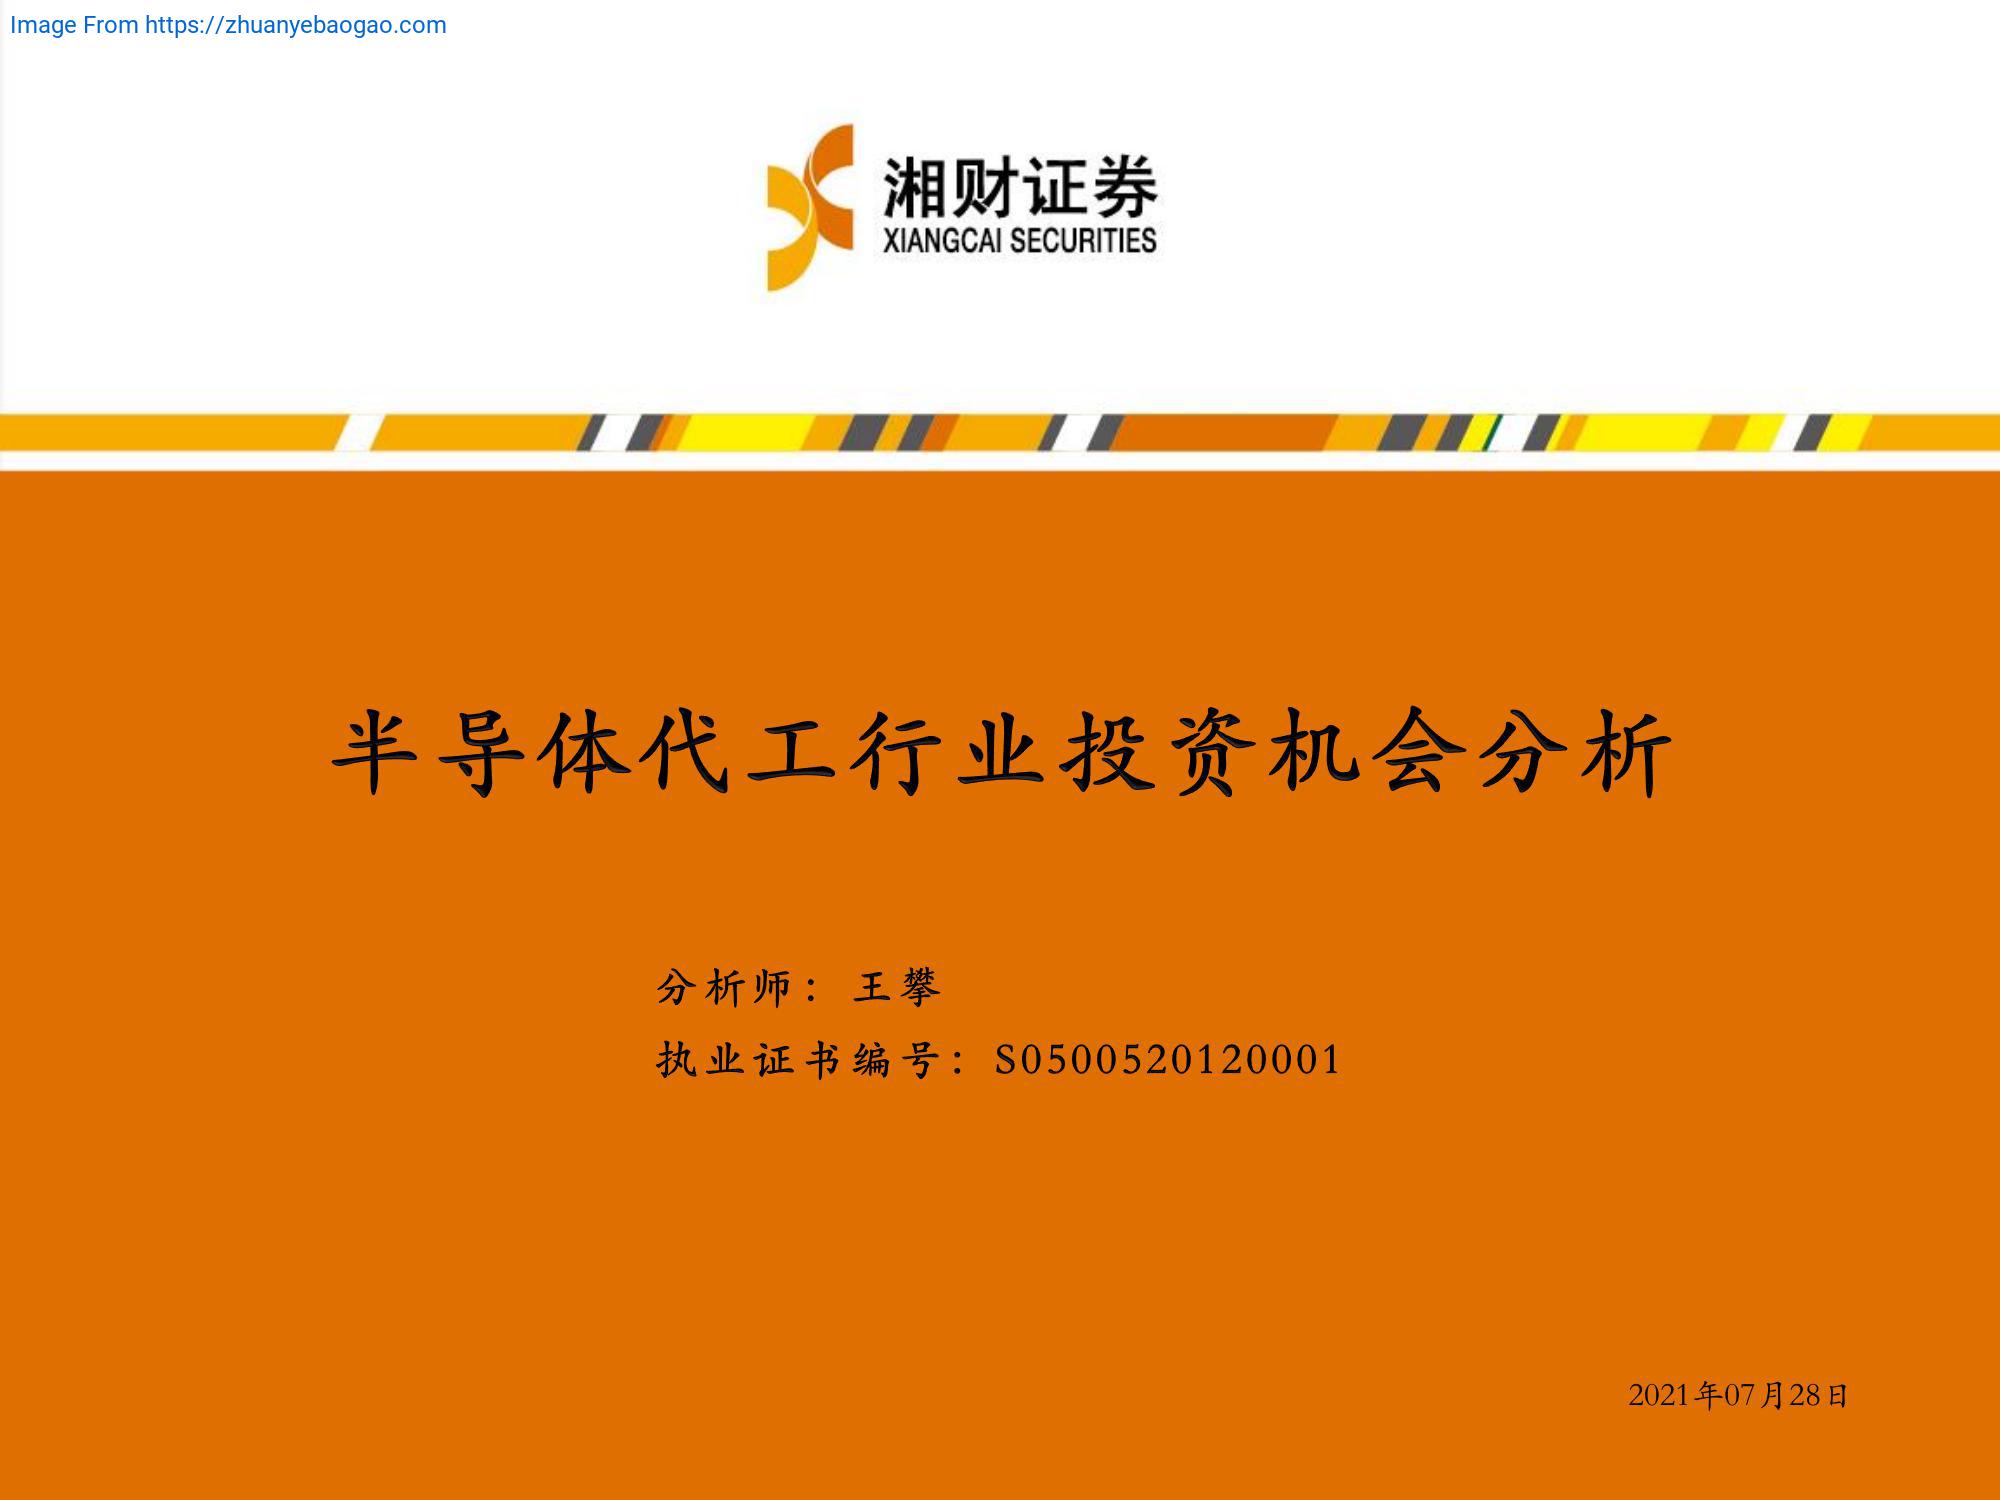 Image From https://zhuanyebaogao.com
湘财证券
XIANGCAI SECURITIES
半导体代工行业投资机会分析
分析师：王攀
执业证书编号：S0500520120001
2021年07月28日